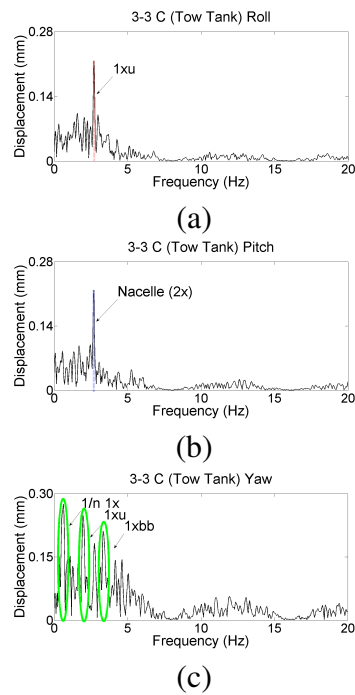 3-3 C (Tow Tank) Roll
0.28
0.14
0
Displacement (mm)
1xu
0 5 10 15 20
Frequency (Hz)
(a)
3-3 C (Tow Tank) Pitch
0.28
0.14
0
Displacement (mm)
Nacelle (2x)
0 5 10 15 20
Frequency (Hz)
(b)
3-3 C (Tow Tank) Yaw
0.30
0.15
0
Displacement (mm)
1/n 1x
1xu
1xbb
0 5 10 15 20
Frequency (Hz)
(c)